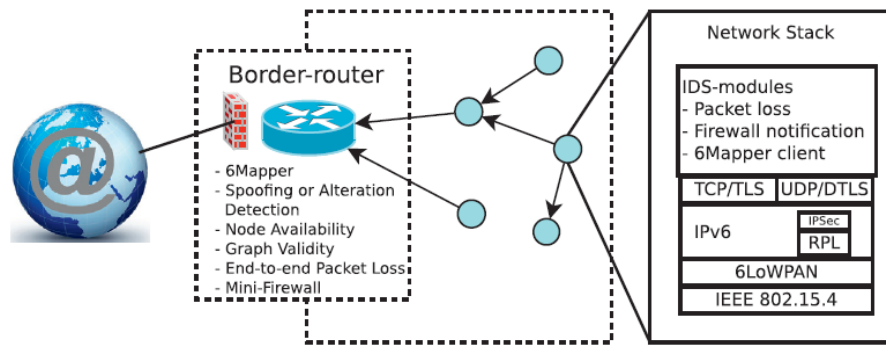 @
Border-router
- 6Mapper
- Spoofing or Alteration
Detection
- Node Availability
- Graph Validity
- End-to-end Packet Loss
- Mini-Firewall
Network Stack
IDS-modules
- Packet loss
- Firewall notification
- 6Mapper client
TCP/TLS
UDP/DTLS
IPv6
IPSec
RPL
6LoWPAN
IEEE 802.15.4